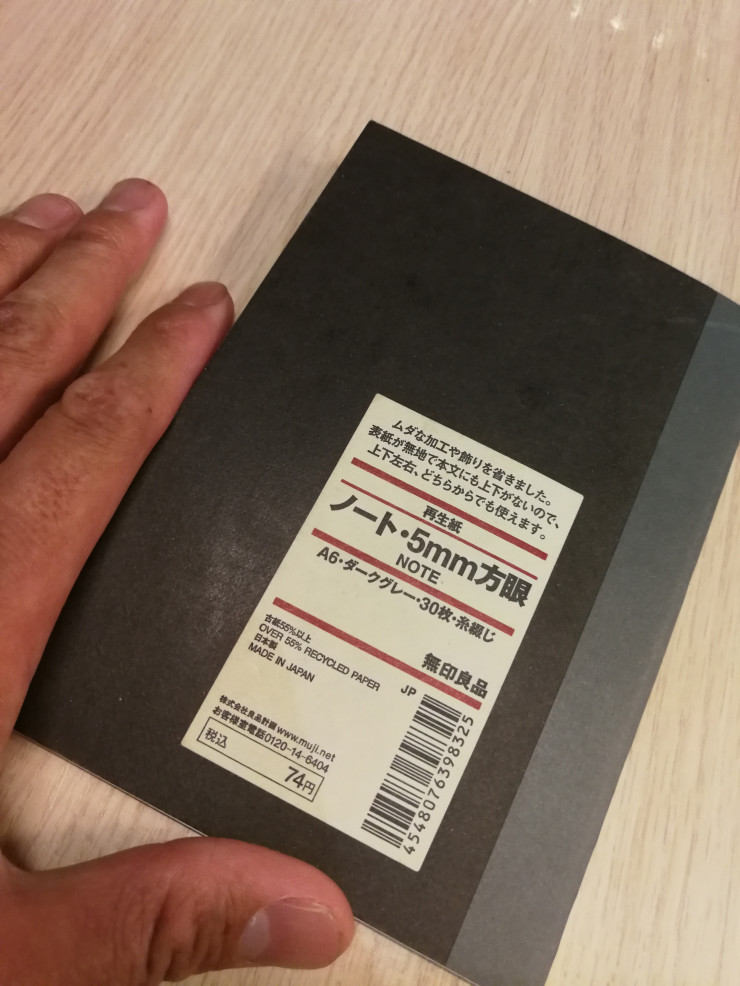 ムダな加工や飾りを省きました。
表紙が無地で本文にも上下がないので、
上下左右、どちらからでも使えます。
再生紙
ノート・5mm方眼
NOTE
A6・ダークグレー・30枚・糸綴じ
無印良品
古紙55%以上
OVER 55% RECYCLED PAPER
日本製
MADE IN JAPAN
JP
株式会社良品計画 www.muji.net
お客様室電話0120-14-6404
税込
74円
4548076398325